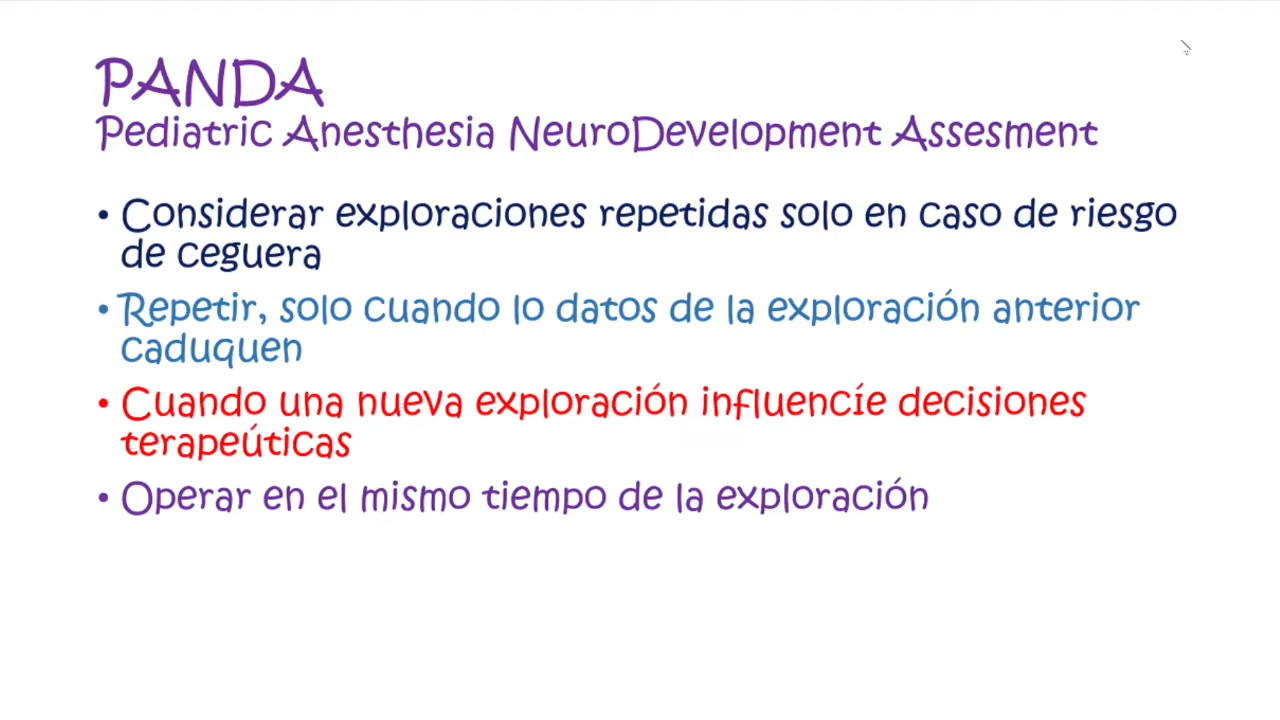 PANDA
Pediatric Anesthesia NeuroDevelopment Assesment
• Considerar exploraciones repetidas solo en caso de riesgo
de ceguera
• Repetir, solo cuando lo datos de la exploración anterior
caduquen
• Cuando una nueva exploración influencíe decisiones
terapeúticas
• Operar en el mismo tiempo de la exploración